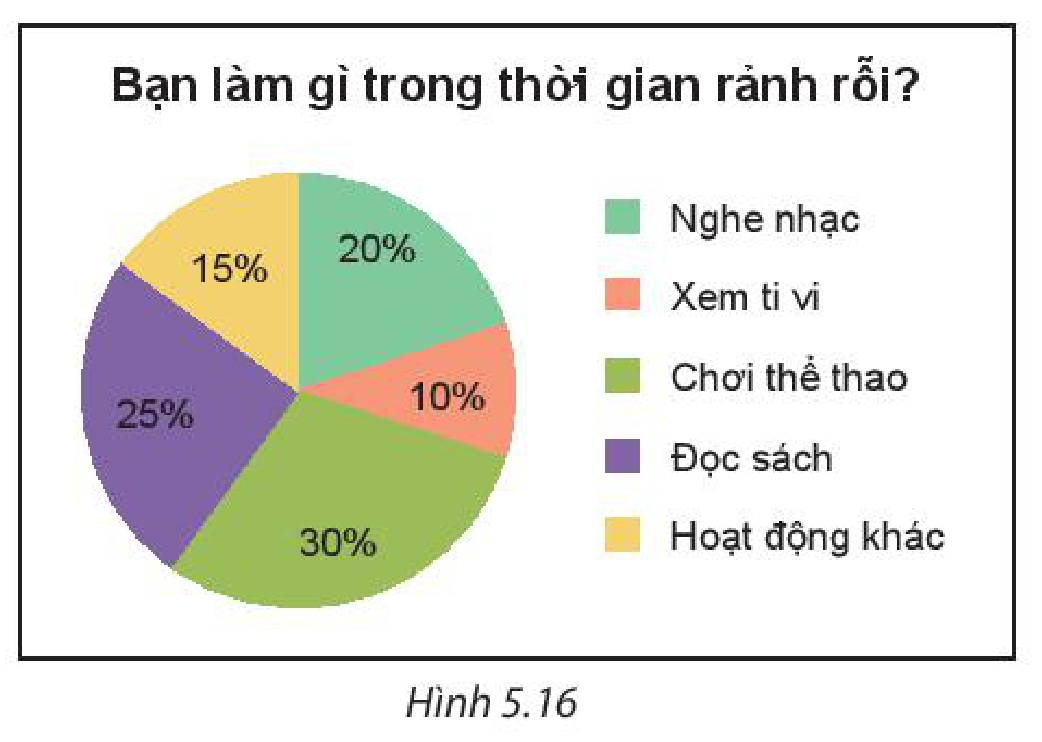 Bạn làm gì trong thời gian rảnh rỗi?
20%
15%
10%
25%
30%
Nghe nhạc
Xem ti vi
Chơi thể thao
Đọc sách
Hoạt động khác
Hình 5.16